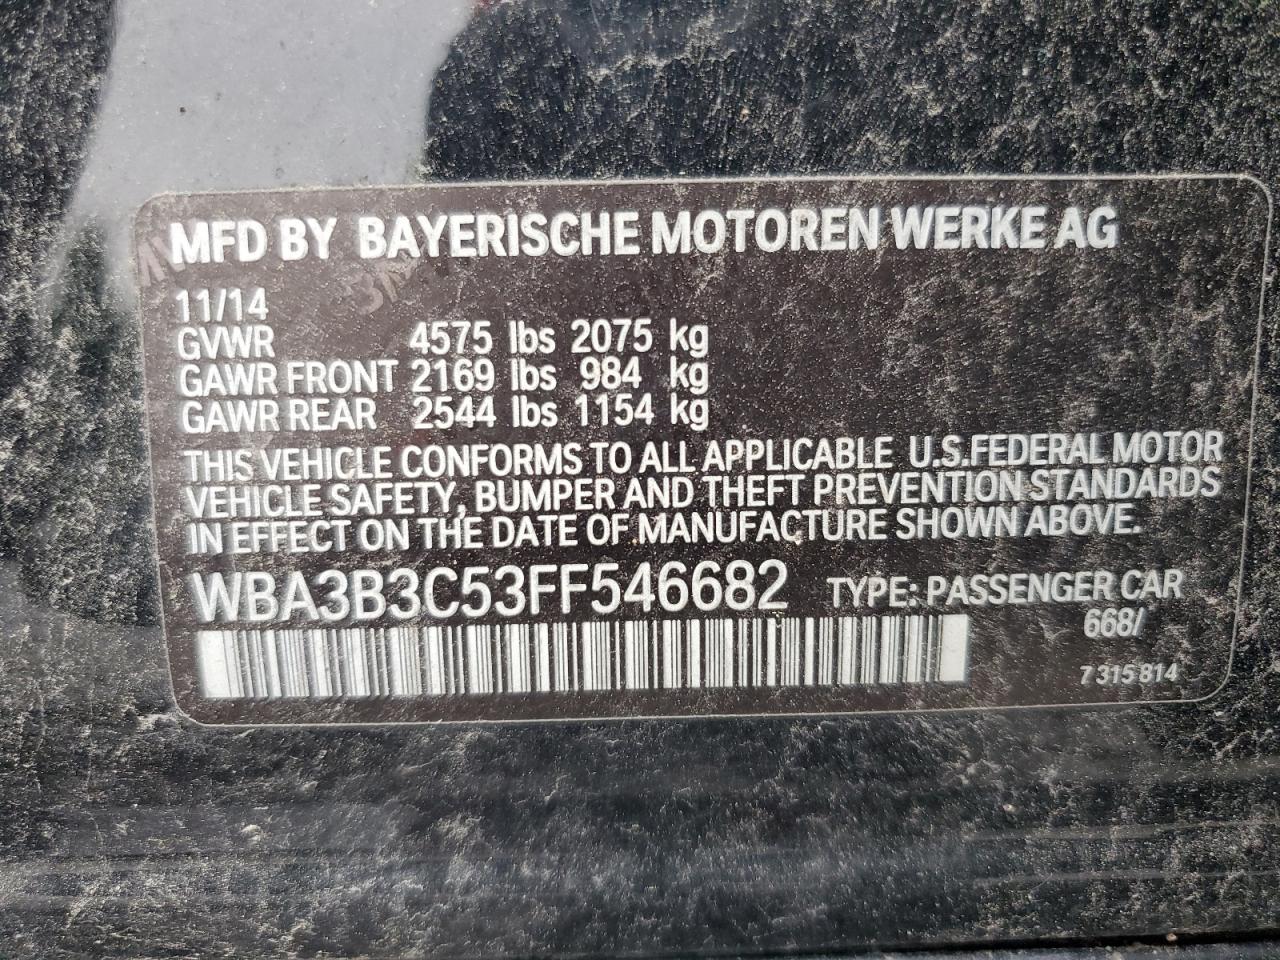 MFD BY BAYERISCHE MOTOREN WERKE AG
11/14
GVWR 4575 lbs 2075 kg
GAWR FRONT 2169 lbs 984 kg
GAWR REAR 2544 lbs 1154 kg
THIS VEHICLE CONFORMS TO ALL APPLICABLE U.S.FEDERAL MOTOR
VEHICLE SAFETY, BUMPER AND THEFT PREVENTION STANDARDS
IN EFFECT ON THE DATE OF MANUFACTURE SHOWN ABOVE.
WBA3B3C53FF546682 TYPE: PASSENGER CAR
668/
7 315 814